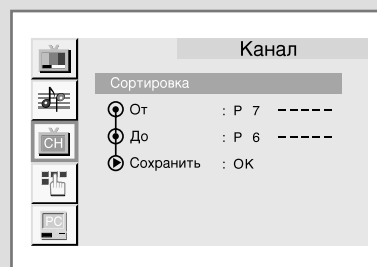 Канал
Сортировка
От : P 7 -----
До : P 6 -----
CH
Сохранить : OK
PC